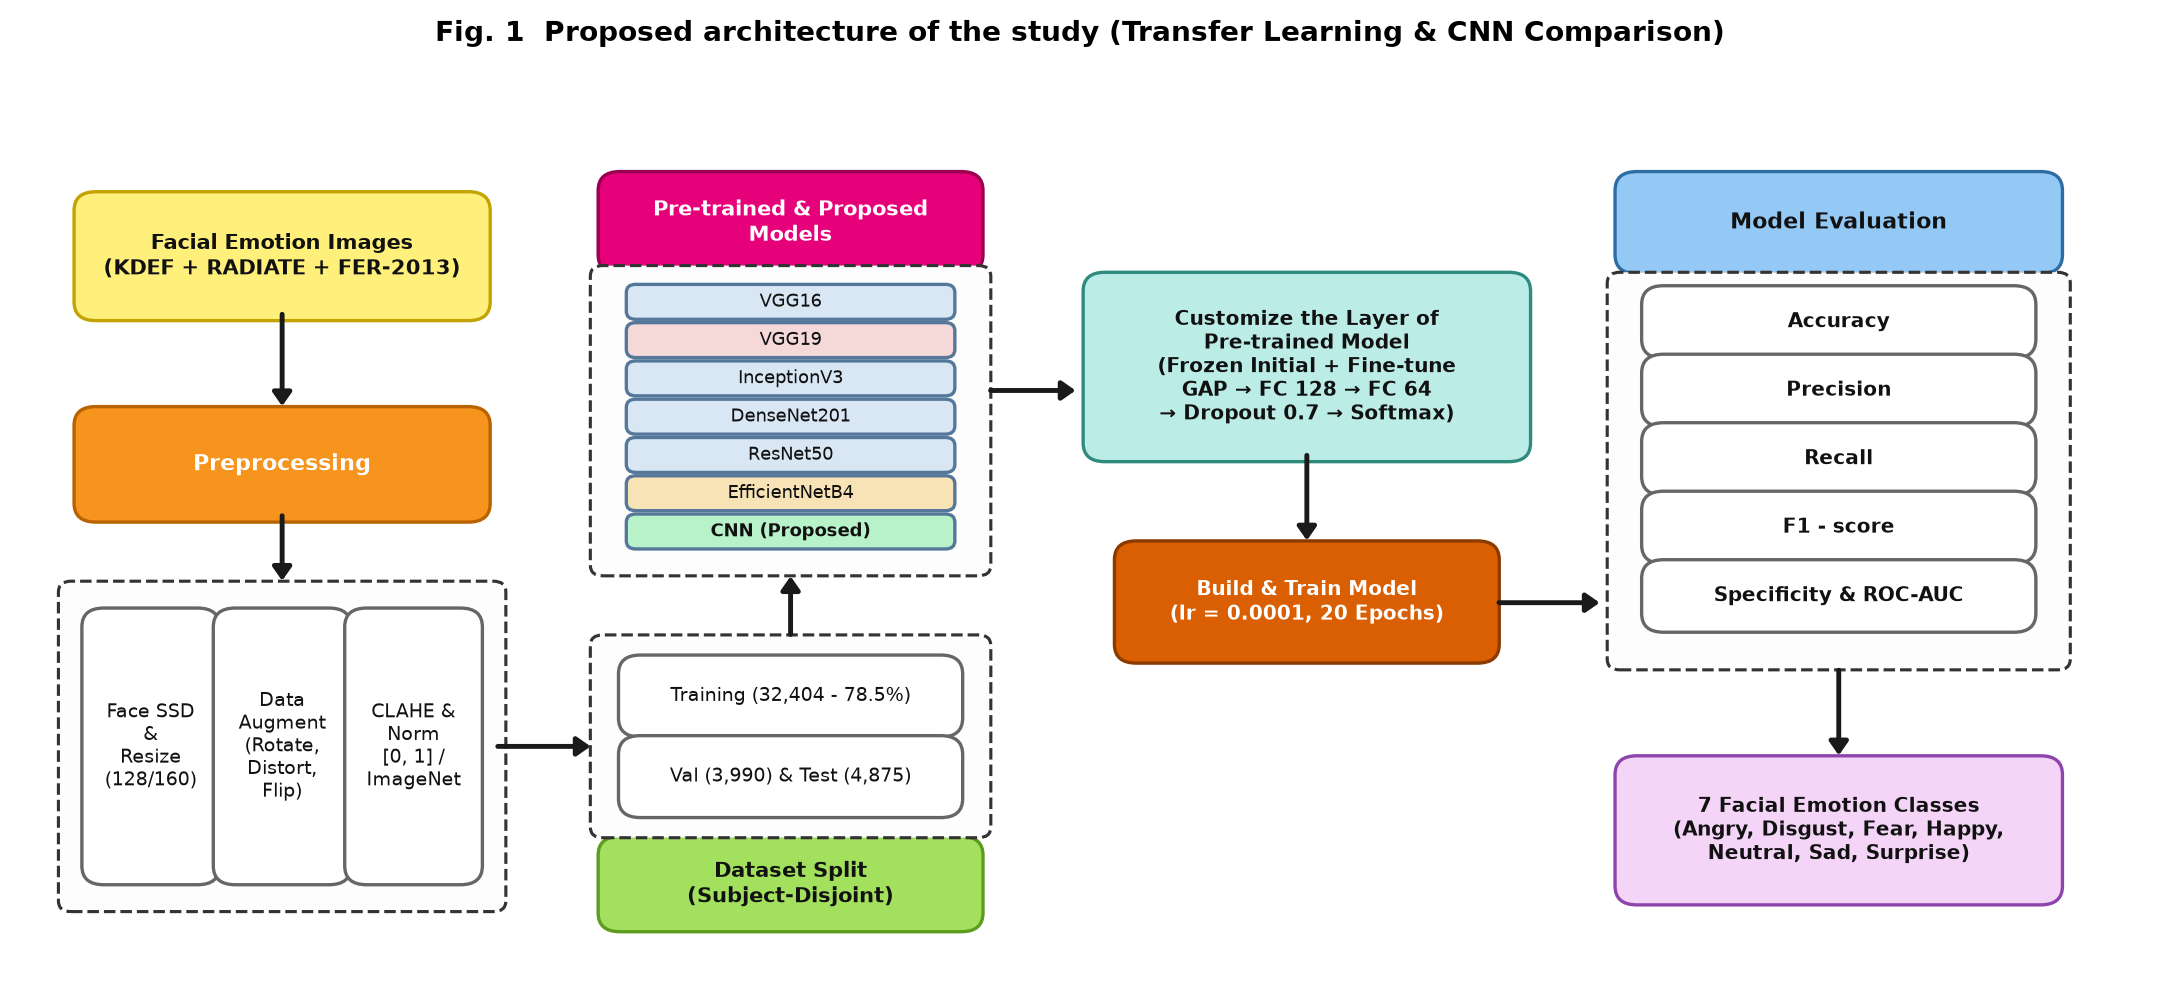 Fig. 1  Proposed architecture of the study (Transfer Learning & CNN Comparison)
Facial Emotion Images
(KDEF + RADIATE + FER-2013)
Preprocessing
Face SSD
&
Resize
(128/160)
Data
Augment
(Rotate,
Distort,
Flip)
CLAHE &
Norm
[0, 1] /
ImageNet
Pre-trained & Proposed
Models
VGG16
VGG19
InceptionV3
DenseNet201
ResNet50
EfficientNetB4
CNN (Proposed)
Training (32,404 - 78.5%)
Val (3,990) & Test (4,875)
Dataset Split
(Subject-Disjoint)
Customize the Layer of
Pre-trained Model
(Frozen Initial + Fine-tune
GAP → FC 128 → FC 64
→ Dropout 0.7 → Softmax)
Build & Train Model
(lr = 0.0001, 20 Epochs)
Model Evaluation
Accuracy
Precision
Recall
F1 - score
Specificity & ROC-AUC
7 Facial Emotion Classes
(Angry, Disgust, Fear, Happy,
Neutral, Sad, Surprise)